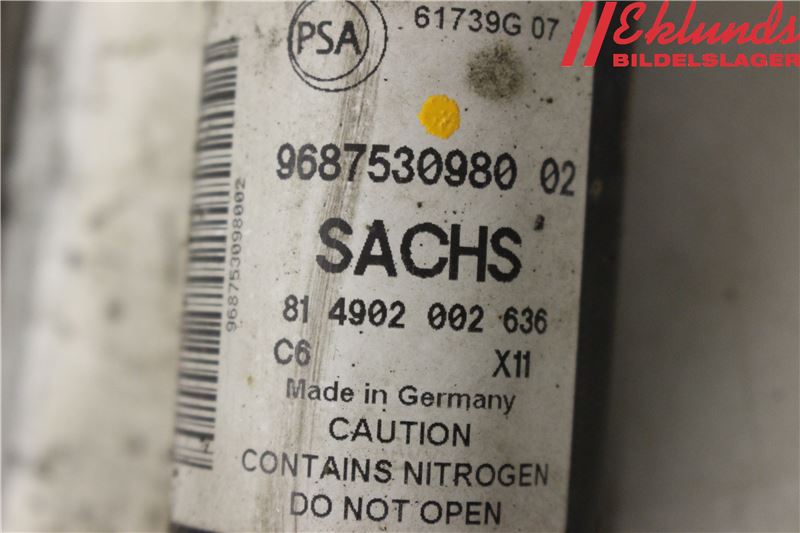 PSA
61739G 07
Eklunds
BILDELSLAGER
9687530980 02
SACHS
81 4902 002 636
C6 X11
Made in Germany
CAUTION
CONTAINS NITROGEN
DO NOT OPEN
968753098002